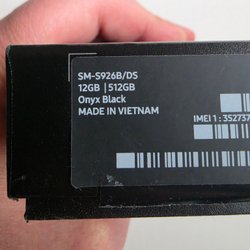 SM-S926B/DS
12GB | 512GB
Onyx Black
MADE IN VIETNAM
IMEI 1 : 352737